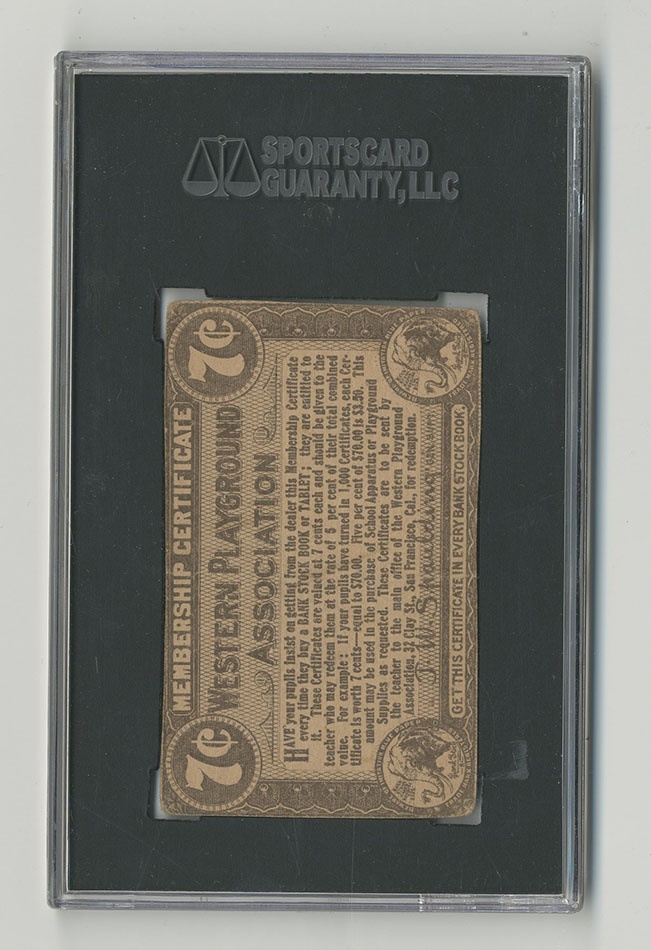 SPORTSCARD
GUARANTY, LLC
MEMBERSHIP CERTIFICATE
7¢
7¢
WESTERN PLAYGROUND
ASSOCIATION
HAVE your pupils insist on getting from the dealer this Membership Certificate
every time they buy a BANK STOCK BOOK or TABLET; they are entitled to
it. These Certificates are valued at 7 cents each and should be given to the
teacher who may redeem them at the rate of 5 per cent of their total combined
value. For example: If your pupils have turned in 1,000 Certificates, each Cer-
tificate is worth 7 cents—equal to $70.00. Five per cent of $70.00 is $3.50. This
amount may be used in the purchase of School Apparatus or Playground
Supplies as requested. These Certificates are to be sent by
the teacher to the main office of the Western Playground
Association, 32 Clay St., San Francisco, Cal., for redemption.
J. W. Shaulding GEN. SUPT.
GET THIS CERTIFICATE IN EVERY BANK STOCK BOOK